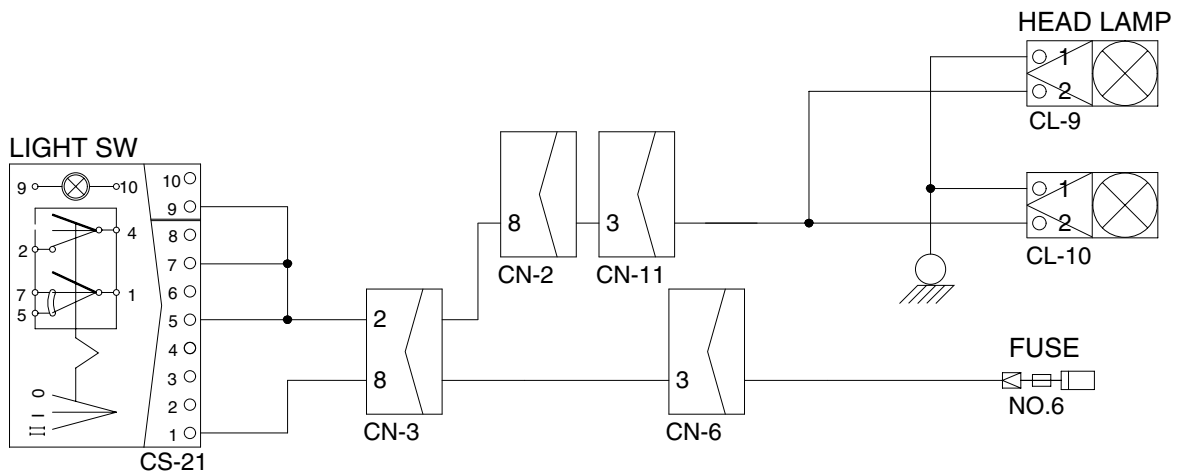 HEAD LAMP
1
2
CL-9
1
2
CL-10
LIGHT SW
9 10
4
2
7 1
5
0
I
II
10
9
8
7
6
5
4
3
2
1
CS-21
2
8
CN-3
8
CN-2
3
CN-11
3
CN-6
FUSE
NO.6